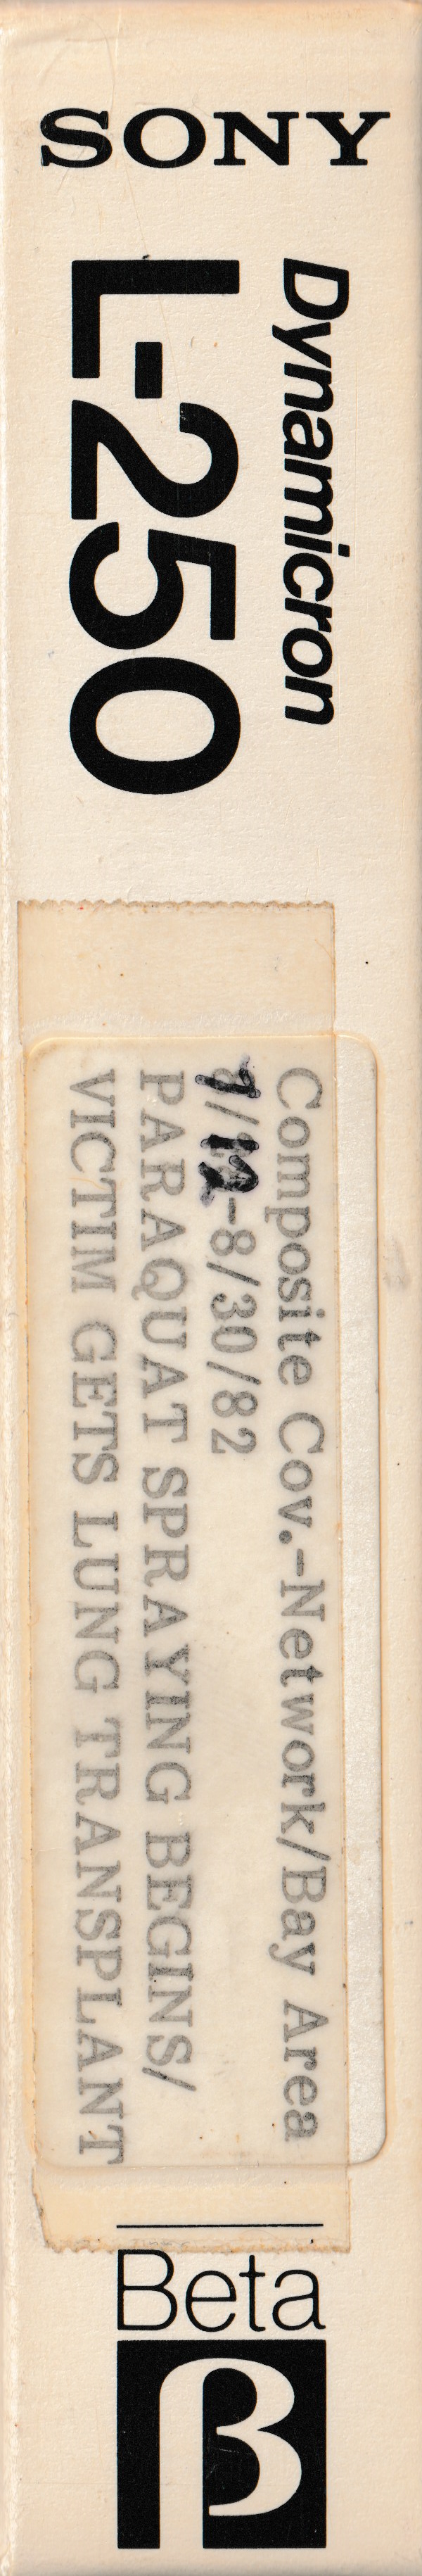 SONY
Dynamicron
L-250
Composite Cov.-Network/Bay Area
7/12-8/30/82
PARAQUAT SPRAYING BEGINS/
VICTIM GETS LUNG TRANSPLANT
Beta
β